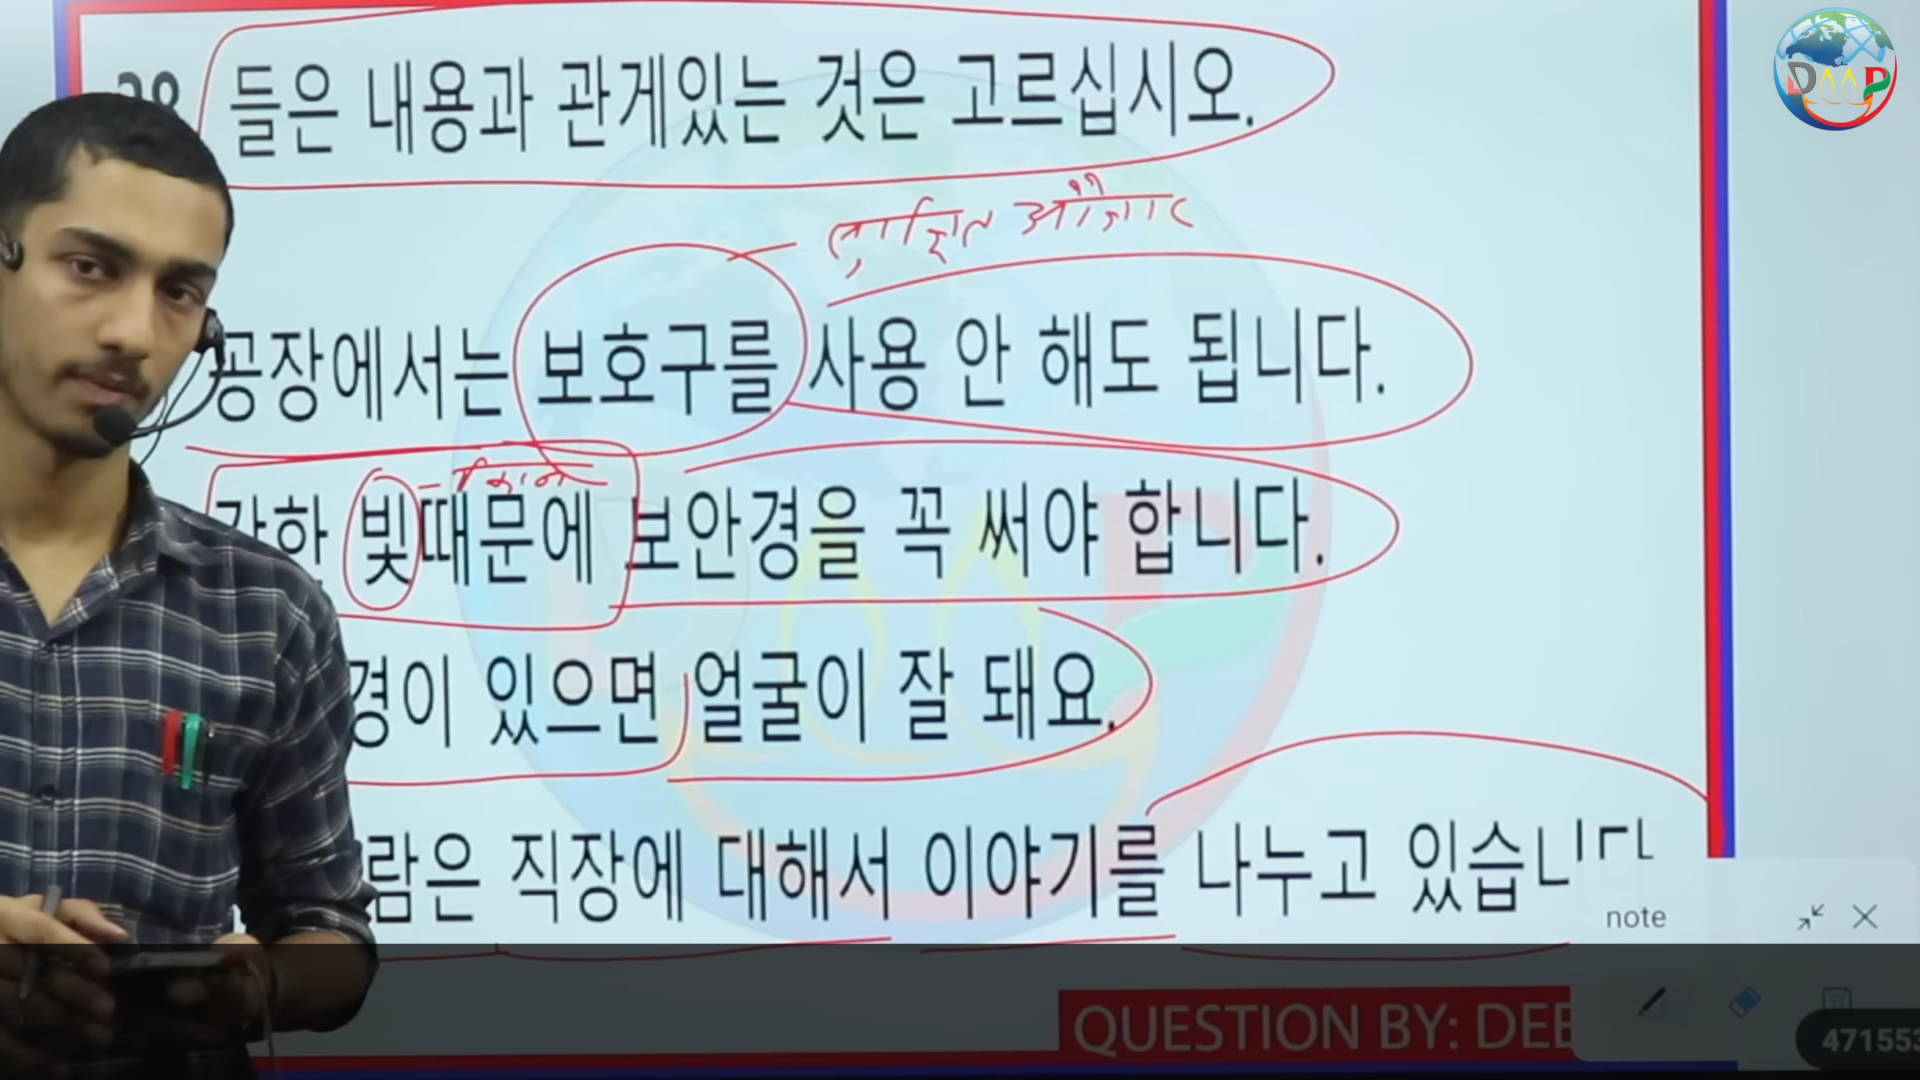 들은 내용과 관게있는 것은 고르십시오.
공장에서는 보호구를 사용 안 해도 됩니다.
빛때문에 보안경을 꼭 써야 합니다.
경이 있으면 얼굴이 잘 돼요.
람은 직장에 대해서 이야기를 나누고 있습니다
note
QUESTION BY: DEE
471553